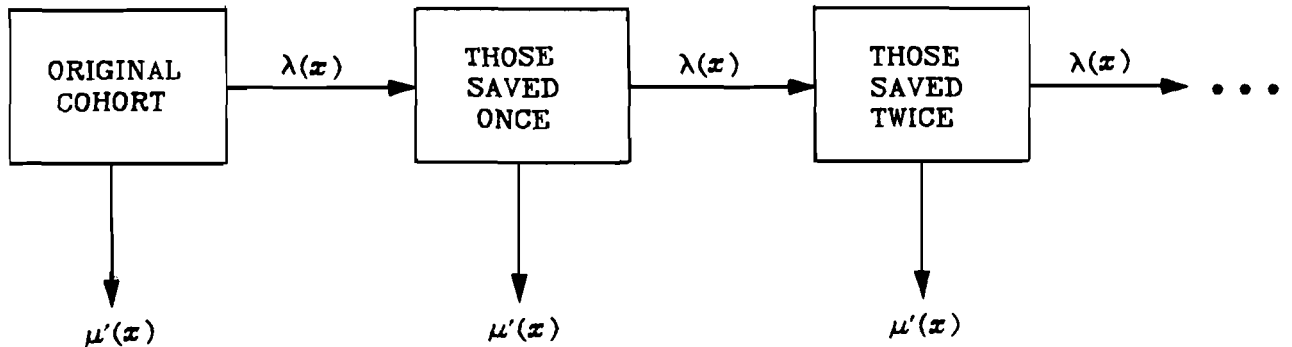 ORIGINAL
COHORT
λ(x)
THOSE
SAVED
ONCE
λ(x)
THOSE
SAVED
TWICE
λ(x)
• • •
μ′(x)
μ′(x)
μ′(x)